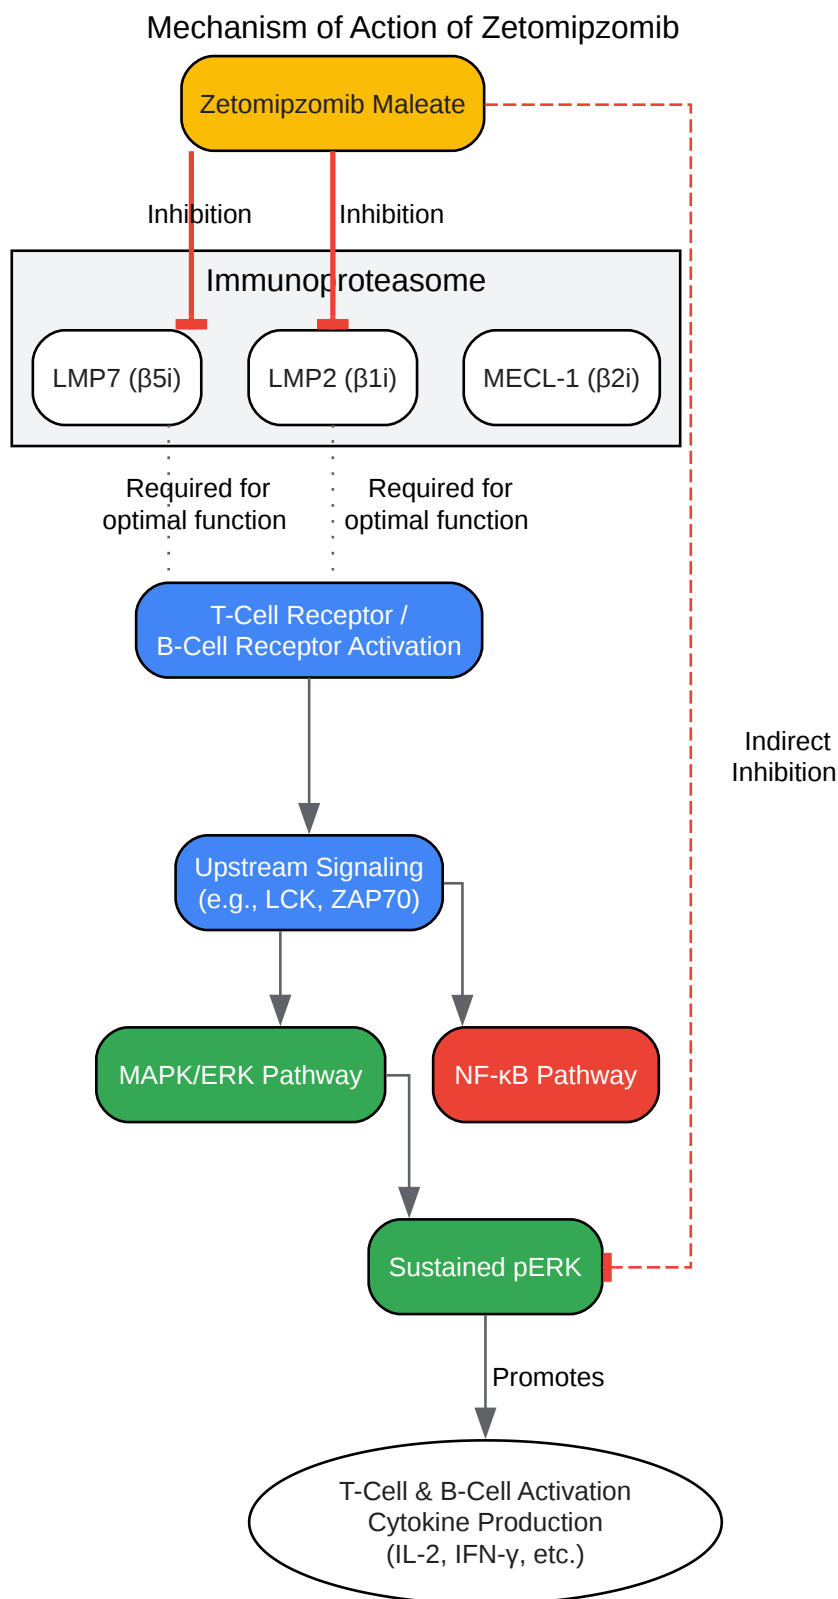 Mechanism of Action of Zetomipzomib
Zetomipzomib Maleate
Inhibition
Inhibition
Immunoproteasome
LMP7 (β5i)
LMP2 (β1i)
MECL-1 (β2i)
Required for
optimal function
Required for
optimal function
T-Cell Receptor /
B-Cell Receptor Activation
Indirect
Inhibition
Upstream Signaling
(e.g., LCK, ZAP70)
MAPK/ERK Pathway
NF-κB Pathway
Sustained pERK
Promotes
T-Cell & B-Cell Activation
Cytokine Production
(IL-2, IFN-γ, etc.)